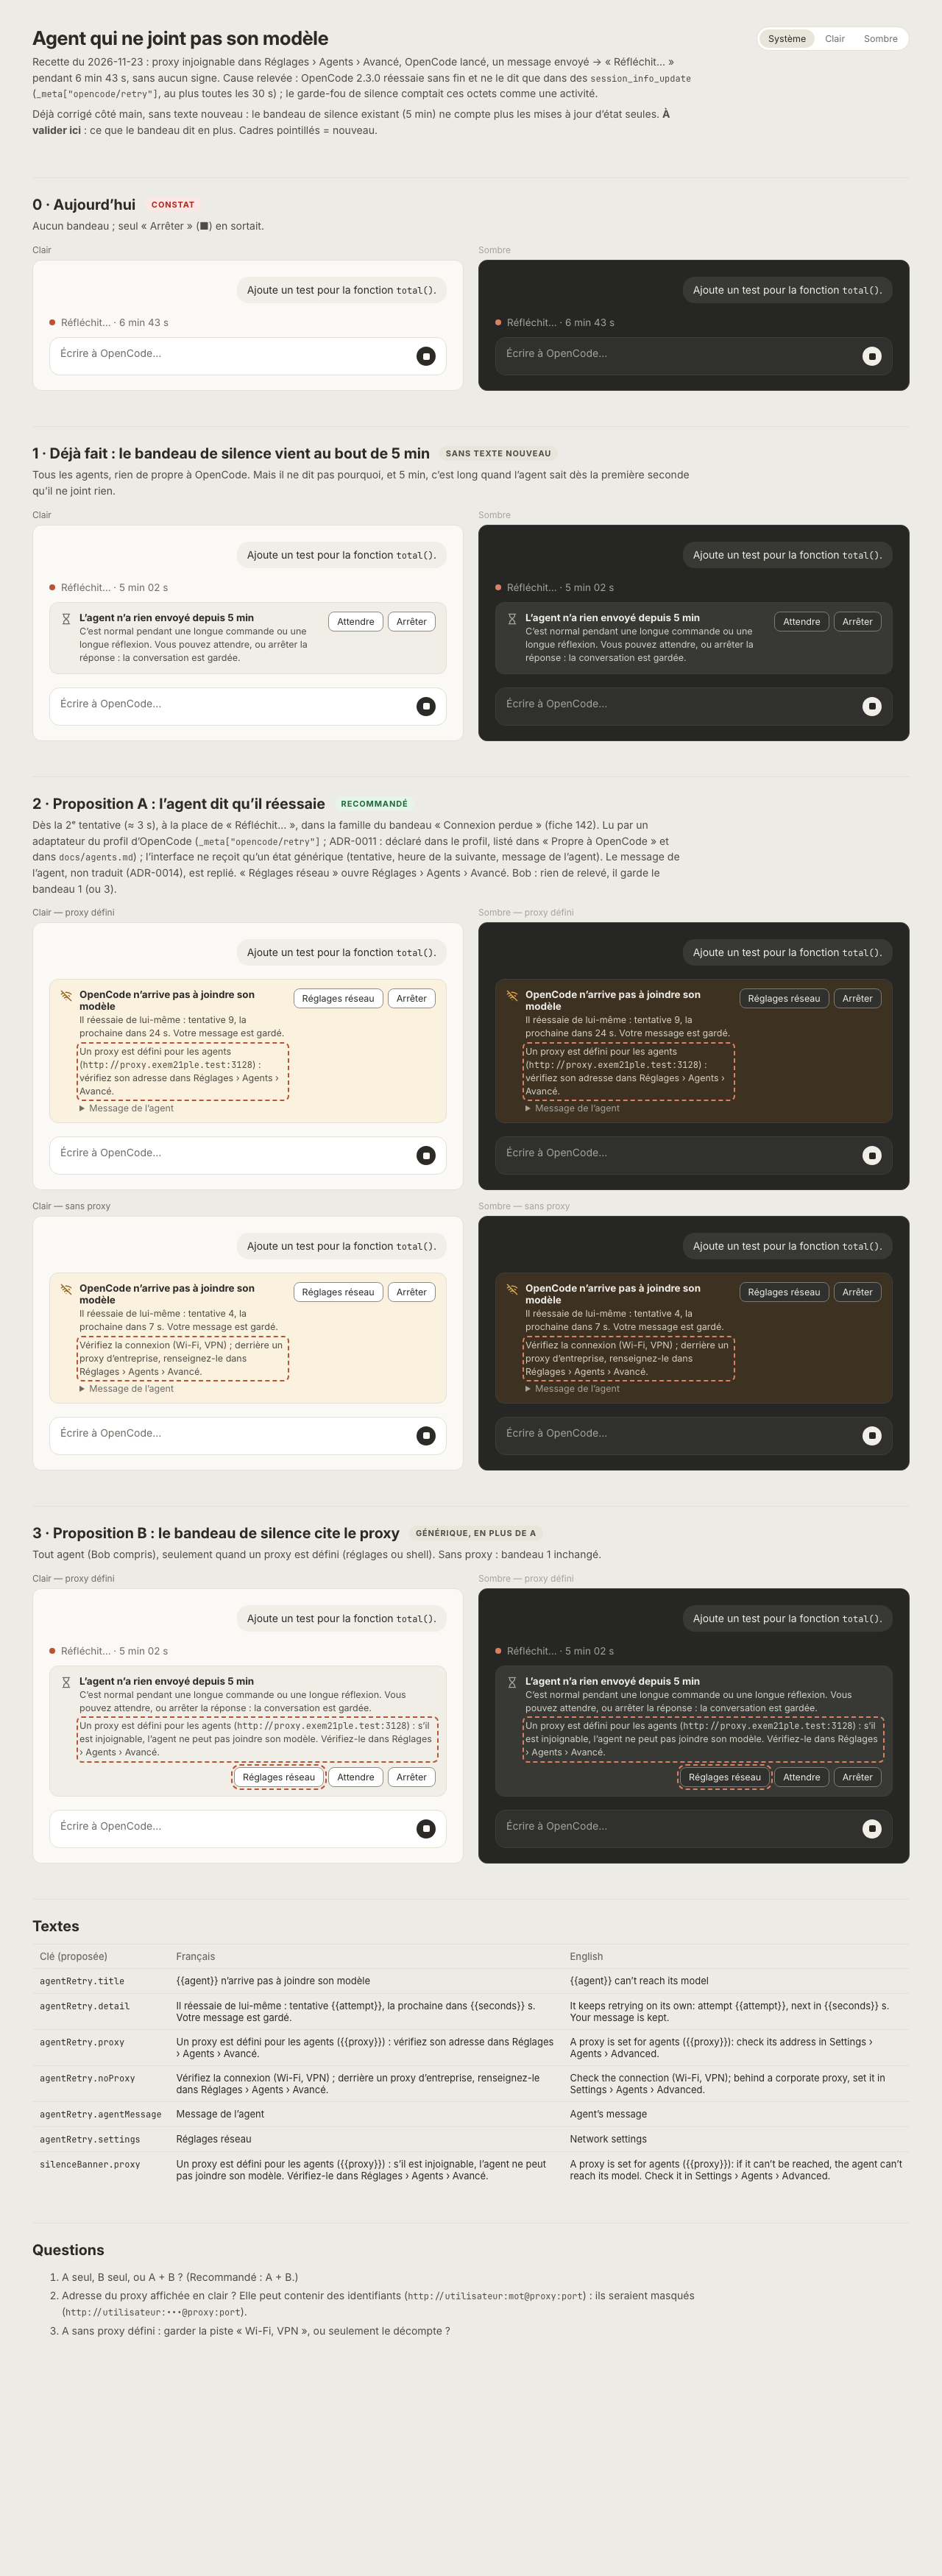 Agent qui ne joint pas son modèle
Système
Clair
Sombre
Recette du 2026-11-23 : proxy injoignable dans Réglages › Agents › Avancé, OpenCode lancé, un message envoyé → « Réfléchit… »
pendant 6 min 43 s, sans aucun signe. Cause relevée : OpenCode 2.3.0 réessaie sans fin et ne le dit que dans des session_info_update
(_meta["opencode/retry"], au plus toutes les 30 s) ; le garde-fou de silence comptait ces octets comme une activité.
Déjà corrigé côté main, sans texte nouveau : le bandeau de silence existant (5 min) ne compte plus les mises à jour d’état seules. À
valider ici : ce que le bandeau dit en plus. Cadres pointillés = nouveau.
0 · Aujourd’hui
CONSTAT
Aucun bandeau ; seul « Arrêter » (■) en sortait.
Clair
Ajoute un test pour la fonction total().
Réfléchit… · 6 min 43 s
Écrire à OpenCode…
Sombre
Ajoute un test pour la fonction total().
Réfléchit… · 6 min 43 s
Écrire à OpenCode…
1 · Déjà fait : le bandeau de silence vient au bout de 5 min
SANS TEXTE NOUVEAU
Tous les agents, rien de propre à OpenCode. Mais il ne dit pas pourquoi, et 5 min, c’est long quand l’agent sait dès la première seconde
qu’il ne joint rien.
Clair
Ajoute un test pour la fonction total().
Réfléchit… · 5 min 02 s
L’agent n’a rien envoyé depuis 5 min
C’est normal pendant une longue commande ou une
longue réflexion. Vous pouvez attendre, ou arrêter la
réponse : la conversation est gardée.
Attendre
Arrêter
Écrire à OpenCode…
Sombre
Ajoute un test pour la fonction total().
Réfléchit… · 5 min 02 s
L’agent n’a rien envoyé depuis 5 min
C’est normal pendant une longue commande ou une
longue réflexion. Vous pouvez attendre, ou arrêter la
réponse : la conversation est gardée.
Attendre
Arrêter
Écrire à OpenCode…
2 · Proposition A : l’agent dit qu’il réessaie
RECOMMANDÉ
Dès la 2ᵉ tentative (≈ 3 s), à la place de « Réfléchit… », dans la famille du bandeau « Connexion perdue » (fiche 142). Lu par un
adaptateur du profil d’OpenCode (_meta["opencode/retry"] ; ADR-0011 : déclaré dans le profil, listé dans « Propre à OpenCode » et
dans docs/agents.md) ; l’interface ne reçoit qu’un état générique (tentative, heure de la suivante, message de l’agent). Le message de
l’agent, non traduit (ADR-0014), est replié. « Réglages réseau » ouvre Réglages › Agents › Avancé. Bob : rien de relevé, il garde le
bandeau 1 (ou 3).
Clair — proxy défini
Ajoute un test pour la fonction total().
OpenCode n’arrive pas à joindre son
modèle
Il réessaie de lui-même : tentative 9, la
prochaine dans 24 s. Votre message est gardé.
Un proxy est défini pour les agents
(http://proxy.exem21ple.test:3128) :
vérifiez son adresse dans Réglages › Agents ›
Avancé.
▶ Message de l’agent
Réglages réseau
Arrêter
Écrire à OpenCode…
Sombre — proxy défini
Ajoute un test pour la fonction total().
OpenCode n’arrive pas à joindre son
modèle
Il réessaie de lui-même : tentative 9, la
prochaine dans 24 s. Votre message est gardé.
Un proxy est défini pour les agents
(http://proxy.exem21ple.test:3128) :
vérifiez son adresse dans Réglages › Agents ›
Avancé.
▶ Message de l’agent
Réglages réseau
Arrêter
Écrire à OpenCode…
Clair — sans proxy
Ajoute un test pour la fonction total().
OpenCode n’arrive pas à joindre son
modèle
Il réessaie de lui-même : tentative 4, la
prochaine dans 7 s. Votre message est gardé.
Vérifiez la connexion (Wi-Fi, VPN) ; derrière un
proxy d’entreprise, renseignez-le dans
Réglages › Agents › Avancé.
▶ Message de l’agent
Réglages réseau
Arrêter
Écrire à OpenCode…
Sombre — sans proxy
Ajoute un test pour la fonction total().
OpenCode n’arrive pas à joindre son
modèle
Il réessaie de lui-même : tentative 4, la
prochaine dans 7 s. Votre message est gardé.
Vérifiez la connexion (Wi-Fi, VPN) ; derrière un
proxy d’entreprise, renseignez-le dans
Réglages › Agents › Avancé.
▶ Message de l’agent
Réglages réseau
Arrêter
Écrire à OpenCode…
3 · Proposition B : le bandeau de silence cite le proxy
GÉNÉRIQUE, EN PLUS DE A
Tout agent (Bob compris), seulement quand un proxy est défini (réglages ou shell). Sans proxy : bandeau 1 inchangé.
Clair — proxy défini
Ajoute un test pour la fonction total().
Réfléchit… · 5 min 02 s
L’agent n’a rien envoyé depuis 5 min
C’est normal pendant une longue commande ou une longue réflexion. Vous
pouvez attendre, ou arrêter la réponse : la conversation est gardée.
Un proxy est défini pour les agents (http://proxy.exem21ple.test:3128) : s’il
est injoignable, l’agent ne peut pas joindre son modèle. Vérifiez-le dans Réglages
› Agents › Avancé.
Réglages réseau
Attendre
Arrêter
Écrire à OpenCode…
Sombre — proxy défini
Ajoute un test pour la fonction total().
Réfléchit… · 5 min 02 s
L’agent n’a rien envoyé depuis 5 min
C’est normal pendant une longue commande ou une longue réflexion. Vous
pouvez attendre, ou arrêter la réponse : la conversation est gardée.
Un proxy est défini pour les agents (http://proxy.exem21ple.test:3128) : s’il
est injoignable, l’agent ne peut pas joindre son modèle. Vérifiez-le dans Réglages
› Agents › Avancé.
Réglages réseau
Attendre
Arrêter
Écrire à OpenCode…
Textes
Clé (proposée)
Français
English
agentRetry.title
{{agent}} n’arrive pas à joindre son modèle
{{agent}} can’t reach its model
agentRetry.detail
Il réessaie de lui-même : tentative {{attempt}}, la prochaine dans {{seconds}} s.
Votre message est gardé.
It keeps retrying on its own: attempt {{attempt}}, next in {{seconds}} s.
Your message is kept.
agentRetry.proxy
Un proxy est défini pour les agents ({{proxy}}) : vérifiez son adresse dans Réglages
› Agents › Avancé.
A proxy is set for agents ({{proxy}}): check its address in Settings ›
Agents › Advanced.
agentRetry.noProxy
Vérifiez la connexion (Wi-Fi, VPN) ; derrière un proxy d’entreprise, renseignez-le
dans Réglages › Agents › Avancé.
Check the connection (Wi-Fi, VPN); behind a corporate proxy, set it in
Settings › Agents › Advanced.
agentRetry.agentMessage
Message de l’agent
Agent’s message
agentRetry.settings
Réglages réseau
Network settings
silenceBanner.proxy
Un proxy est défini pour les agents ({{proxy}}) : s’il est injoignable, l’agent ne peut
pas joindre son modèle. Vérifiez-le dans Réglages › Agents › Avancé.
A proxy is set for agents ({{proxy}}): if it can’t be reached, the agent can’t
reach its model. Check it in Settings › Agents › Advanced.
Questions
1. A seul, B seul, ou A + B ? (Recommandé : A + B.)
2. Adresse du proxy affichée en clair ? Elle peut contenir des identifiants (http://utilisateur:mot@proxy:port) : ils seraient masqués
(http://utilisateur:•••@proxy:port).
3. A sans proxy défini : garder la piste « Wi-Fi, VPN », ou seulement le décompte ?